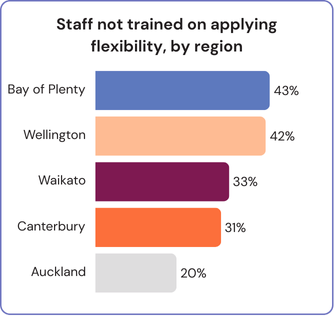 Staff not trained on applying
flexibility, by region
Bay of Plenty 43%
Wellington 42%
Waikato 33%
Canterbury 31%
Auckland 20%